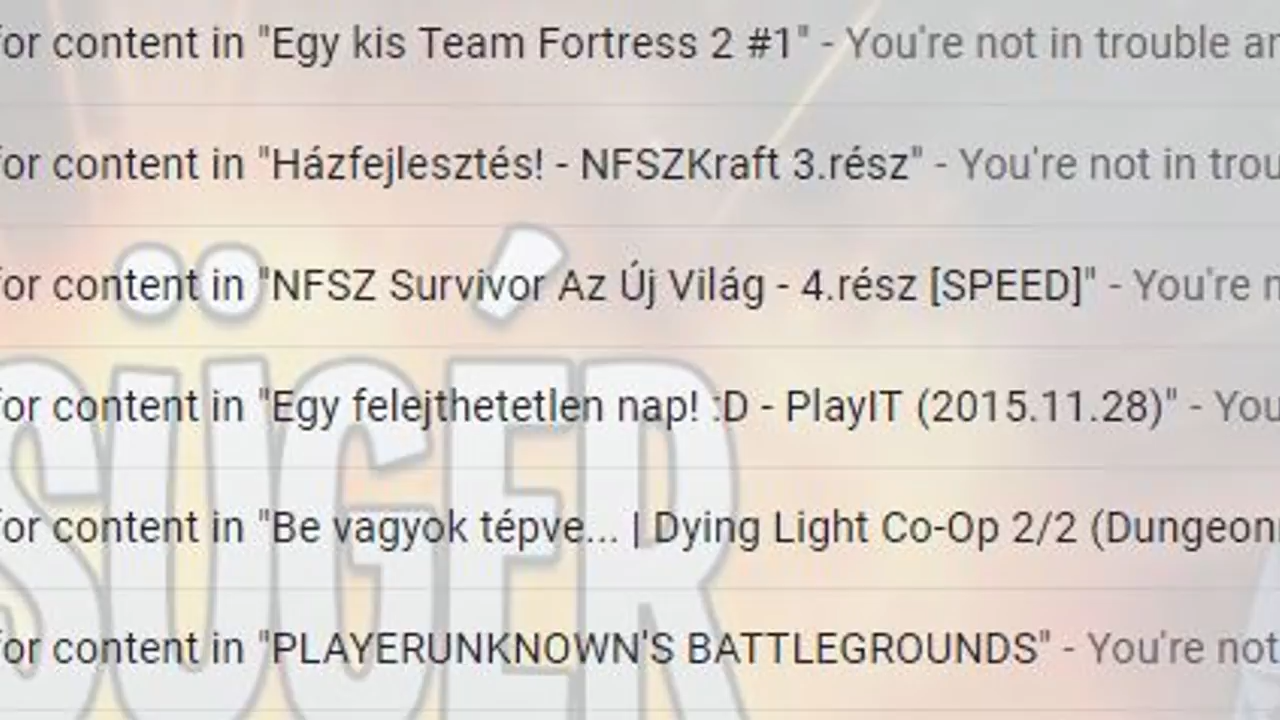 for content in "Egy kis Team Fortress 2 #1" - You're not in trouble an
for content in "Házfejlesztés! - NFSZKraft 3.rész" - You're not in trou
for content in "NFSZ Survivor Az Új Világ - 4.rész [SPEED]" - You're n
for content in "Egy felejthetetlen nap! :D - PlayIT (2015.11.28)" - You
for content in "Be vagyok tépve... | Dying Light Co-Op 2/2 (Dungeon
for content in "PLAYERUNKNOWN'S BATTLEGROUNDS" - You're not
SÜGÉR